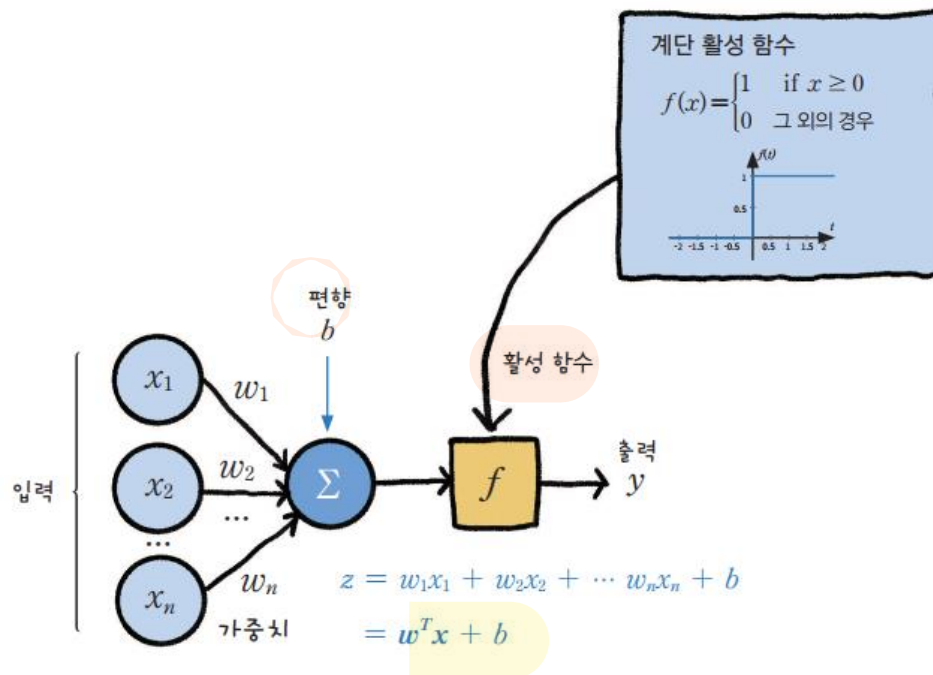 계단 활성 함수
f(x)={1 if x ≥ 0
0 그 외의 경우
f(t)
1
0.5
t
-2 -1.5 -1 -0.5 0.5 1 1.5 2
편향
b
활성 함수
x₁
w₁
입력
x₂
w₂
...
...
Σ
f
출력
y
xₙ
wₙ
가중치
z = w₁x₁ + w₂x₂ + ⋯ wₙxₙ + b
= wᵀx + b